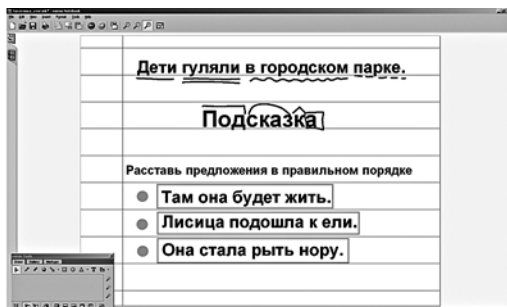 Дети гуляли в городском парке.
Подсказка
Расставь предложения в правильном порядке
Там она будет жить.
Лисица подошла к ели.
Она стала рыть нору.